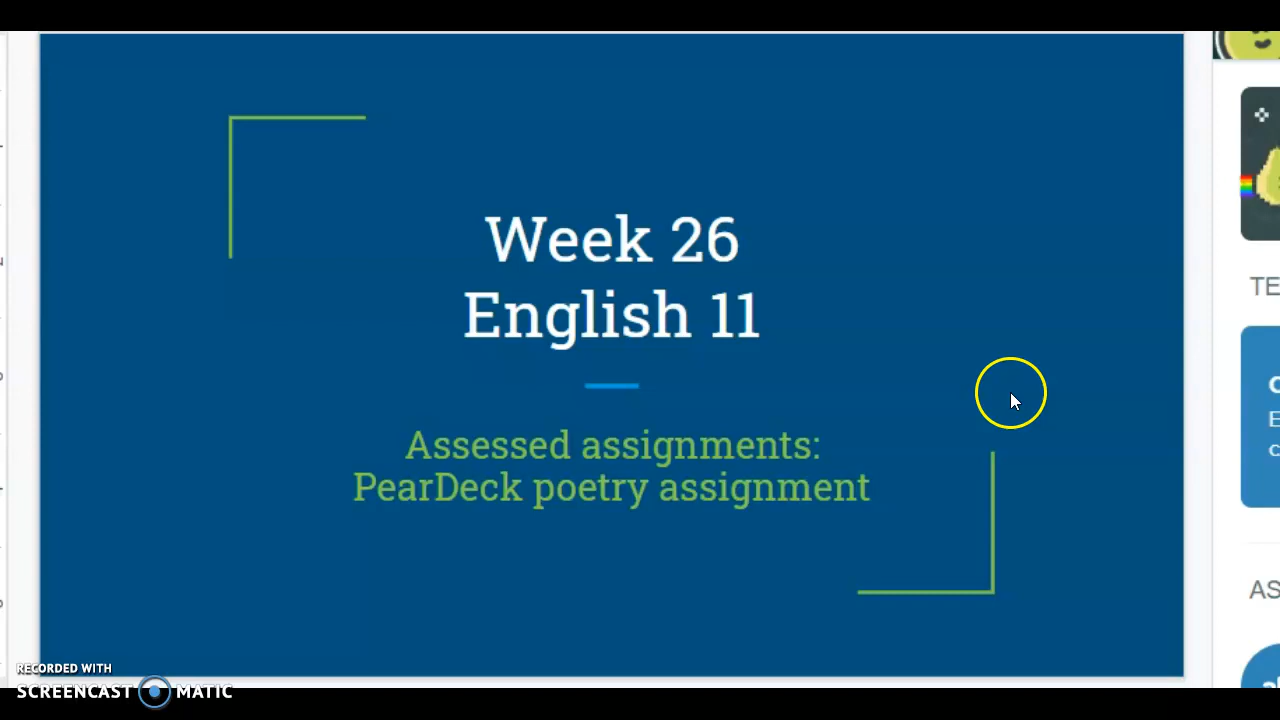 Week 26
English 11
Assessed assignments:
PearDeck poetry assignment
RECORDED WITH
SCREENCAST MATIC